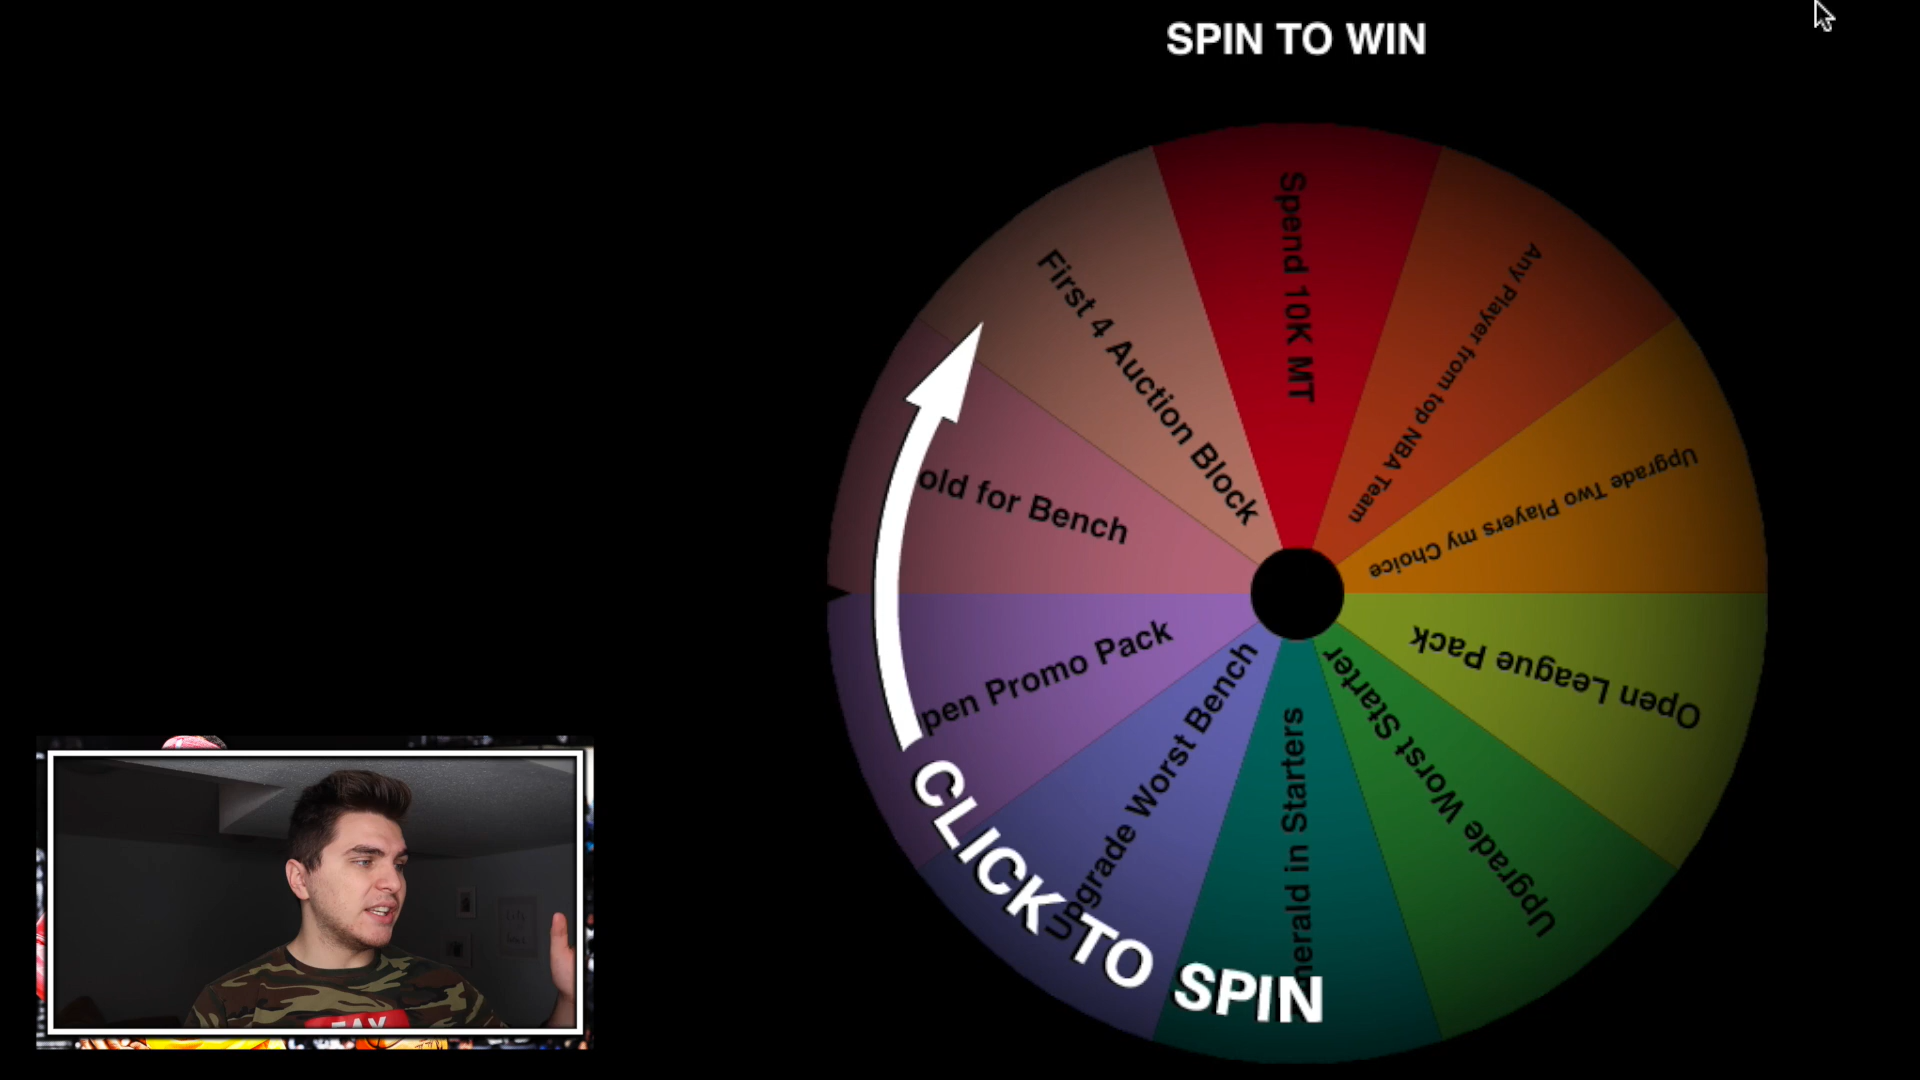 SPIN TO WIN
Spend 10K MT
Any Player from top NBA Team
Upgrade Two Players my Choice
Open League Pack
Upgrade Worst Starter
in Starters
Upgrade Worst Bench
Promo Pack
for Bench
First 4 Auction Block
CLICK TO SPIN